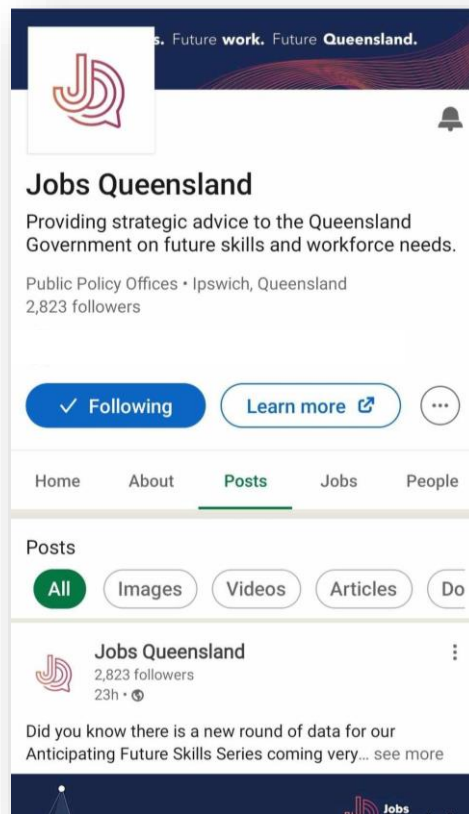 s. Future work. Future Queensland.
JQ
Jobs Queensland
Providing strategic advice to the Queensland
Government on future skills and workforce needs.
Public Policy Offices • Ipswich, Queensland
2,823 followers
✓ Following
Learn more
Home About Posts Jobs People
Posts
All Images Videos Articles Do
Jobs Queensland
2,823 followers
23h •
Did you know there is a new round of data for our
Anticipating Future Skills Series coming very... see more
Jobs